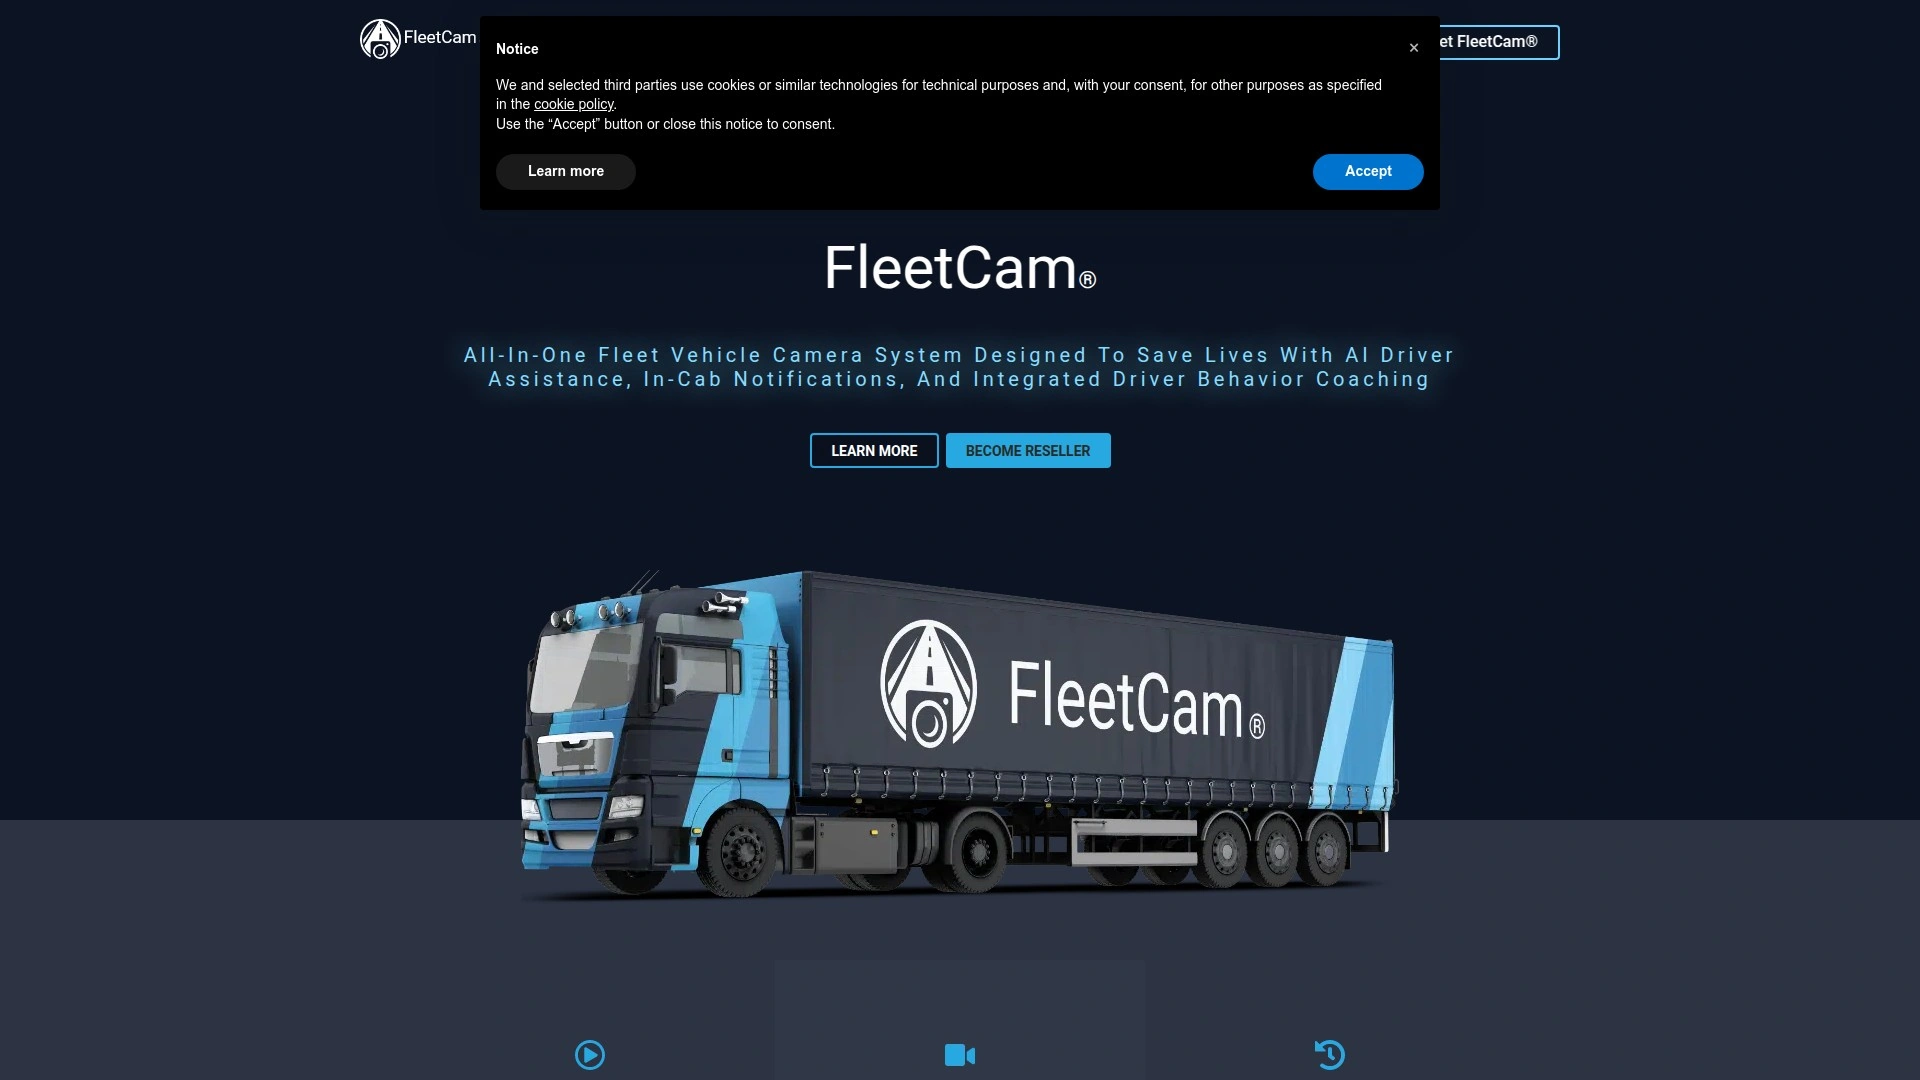 FleetCam
Notice
×
We and selected third parties use cookies or similar technologies for technical purposes and, with your consent, for other purposes as specified
in the cookie policy.
Use the “Accept” button or close this notice to consent.
Learn more
Accept
et FleetCam®
FleetCam®
All-In-One Fleet Vehicle Camera System Designed To Save Lives With AI Driver
Assistance, In-Cab Notifications, And Integrated Driver Behavior Coaching
LEARN MORE
BECOME RESELLER
FleetCam®